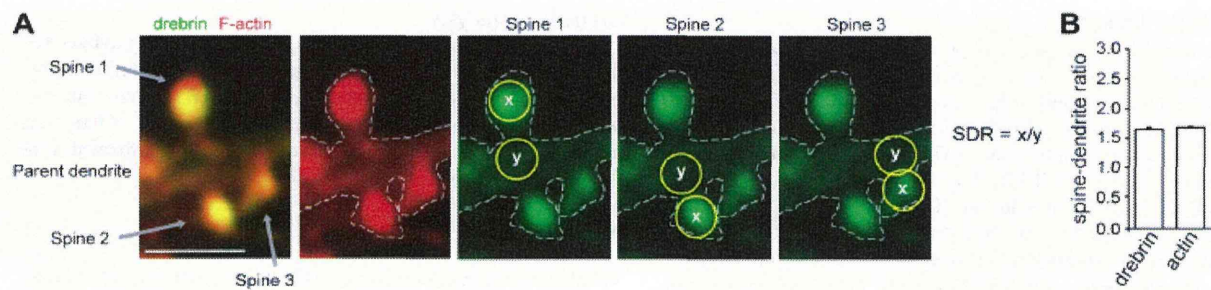 A
drebrin F-actin
Spine 1
Parent dendrite
Spine 2
Spine 3
Spine 1
x
y
Spine 2
y
x
Spine 3
y
x
SDR = x/y
B
spine-dendrite ratio
3.0
2.5
2.0
1.5
1.0
0.5
0.0
drebrin
actin